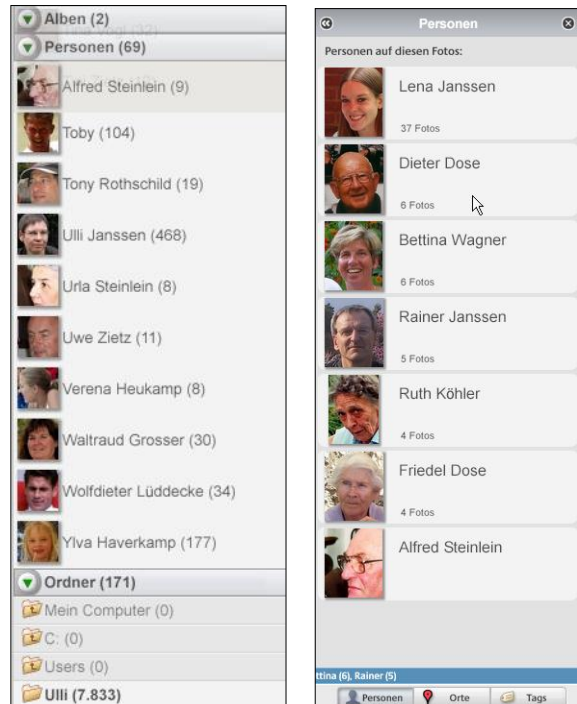 Alben (2)
Personen (69)
Alfred Steinlein (9)
Toby (104)
Tony Rothschild (19)
Ulli Janssen (468)
Urla Steinlein (8)
Uwe Zietz (11)
Verena Heukamp (8)
Waltraud Grosser (30)
Wolfdieter Lüddecke (34)
Ylva Haverkamp (177)
Ordner (171)
Mein Computer (0)
C: (0)
Users (0)
Ulli (7.833)
Personen
Personen auf diesen Fotos:
Lena Janssen
37 Fotos
Dieter Dose
6 Fotos
Bettina Wagner
6 Fotos
Rainer Janssen
5 Fotos
Ruth Köhler
4 Fotos
Friedel Dose
4 Fotos
Alfred Steinlein
ttina (6), Rainer (5)
Personen Orte Tags